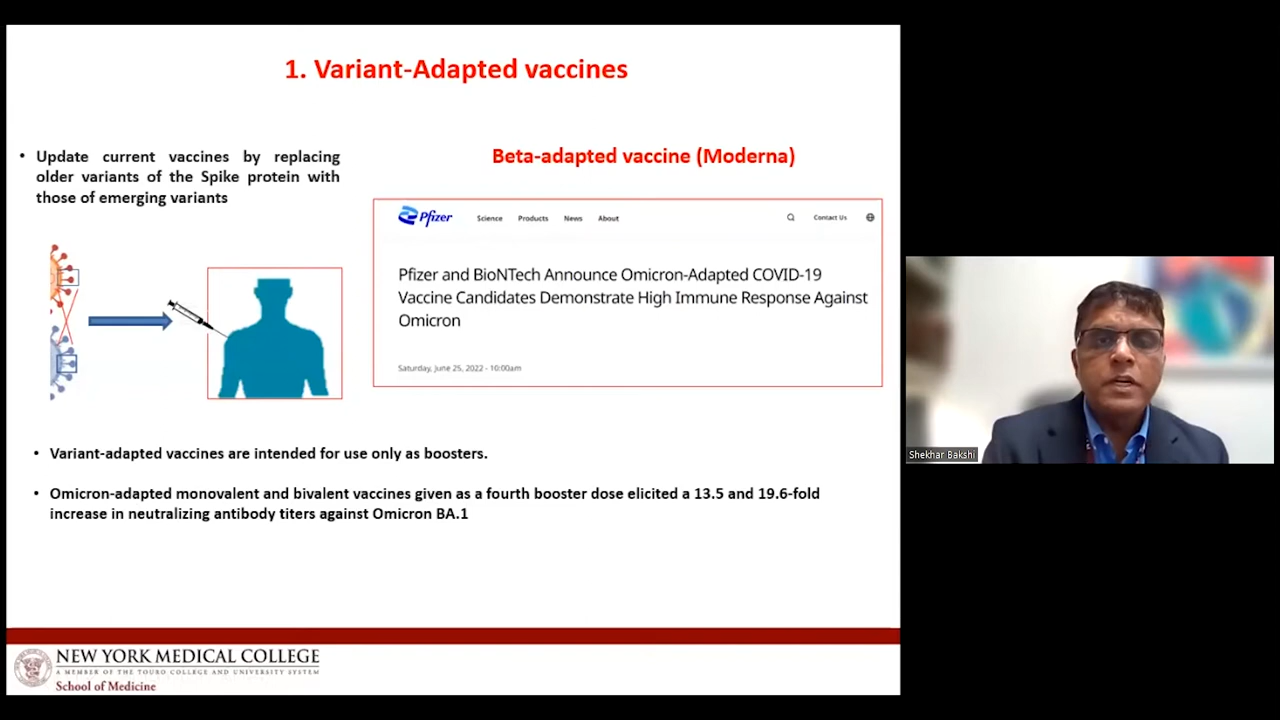 1. Variant-Adapted vaccines
• Update current vaccines by replacing
older variants of the Spike protein with
those of emerging variants
Beta-adapted vaccine (Moderna)
Pfizer
Science
Products
News
About
Contact Us
Pfizer and BioNTech Announce Omicron-Adapted COVID-19
Vaccine Candidates Demonstrate High Immune Response Against
Omicron
Saturday, June 25, 2022 - 10:00am
• Variant-adapted vaccines are intended for use only as boosters.
• Omicron-adapted monovalent and bivalent vaccines given as a fourth booster dose elicited a 13.5 and 19.6-fold
increase in neutralizing antibody titers against Omicron BA.1
NEW YORK MEDICAL COLLEGE
A MEMBER OF THE TOURO COLLEGE AND UNIVERSITY SYSTEM
School of Medicine
Shekhar Bakshi